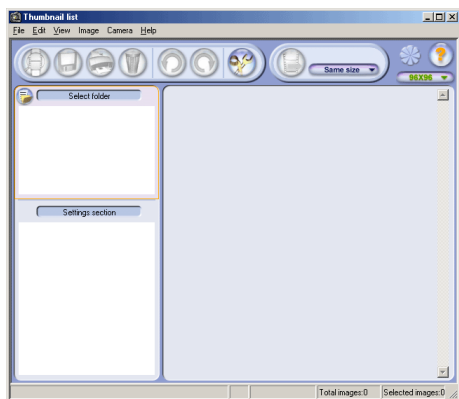 Thumbnail list
File Edit View Image Camera Help
Same size
96X96
Select folder
Settings section
Total images:0 Selected images:0